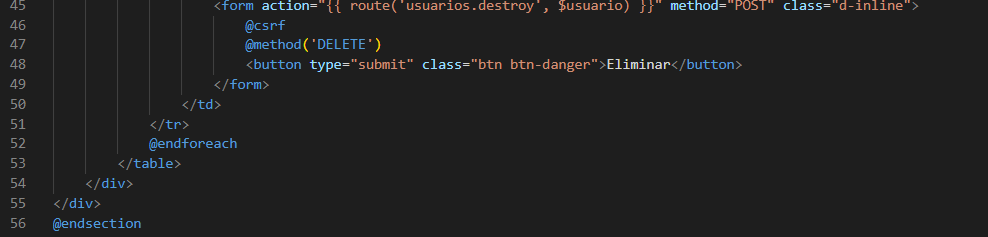 45 <form action="{{ route('usuarios.destroy', $usuario) }}" method="POST" class="d-inline">
46 @csrf
47 @method('DELETE')
48 <button type="submit" class="btn btn-danger">Eliminar</button>
49 </form>
50 </td>
51 </tr>
52 @endforeach
53 </table>
54 </div>
55 </div>
56 @endsection